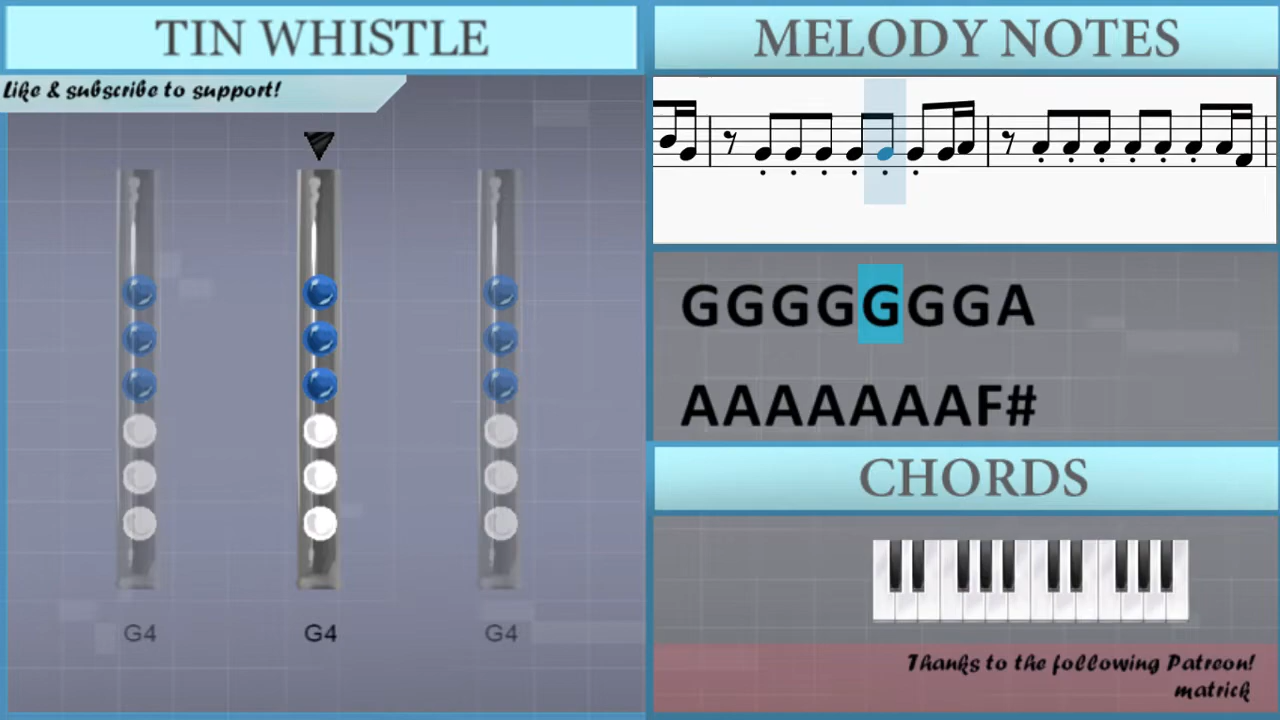 TIN WHISTLE
Like & subscribe to support!
G4
G4
G4
MELODY NOTES
GGGGGGGA
AAAAAAAF#
CHORDS
Thanks to the following Patreon!
matrick